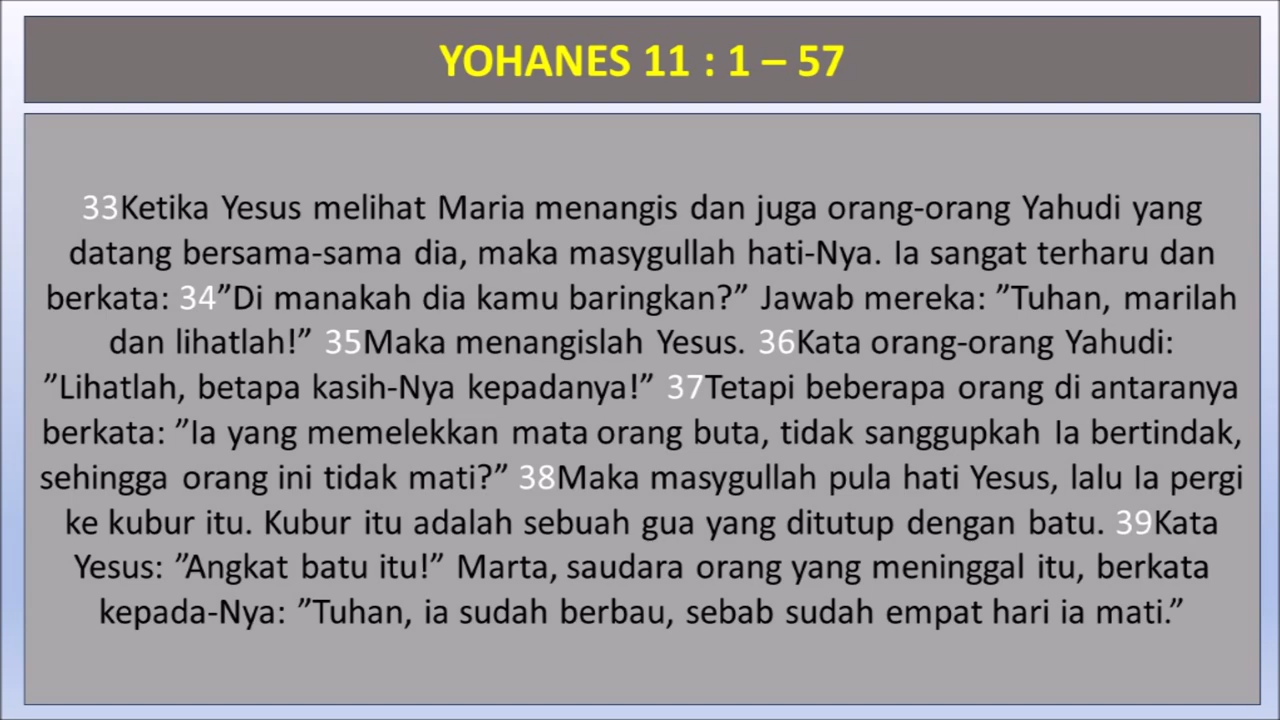 YOHANES 11 : 1 – 57
33Ketika Yesus melihat Maria menangis dan juga orang-orang Yahudi yang
datang bersama-sama dia, maka masygullah hati-Nya. Ia sangat terharu dan
berkata: 34”Di manakah dia kamu baringkan?” Jawab mereka: ”Tuhan, marilah
dan lihatlah!” 35Maka menangislah Yesus. 36Kata orang-orang Yahudi:
”Lihatlah, betapa kasih-Nya kepadanya!” 37Tetapi beberapa orang di antaranya
berkata: ”Ia yang memelekkan mata orang buta, tidak sanggupkah Ia bertindak,
sehingga orang ini tidak mati?” 38Maka masygullah pula hati Yesus, lalu Ia pergi
ke kubur itu. Kubur itu adalah sebuah gua yang ditutup dengan batu. 39Kata
Yesus: ”Angkat batu itu!” Marta, saudara orang yang meninggal itu, berkata
kepada-Nya: ”Tuhan, ia sudah berbau, sebab sudah empat hari ia mati.”